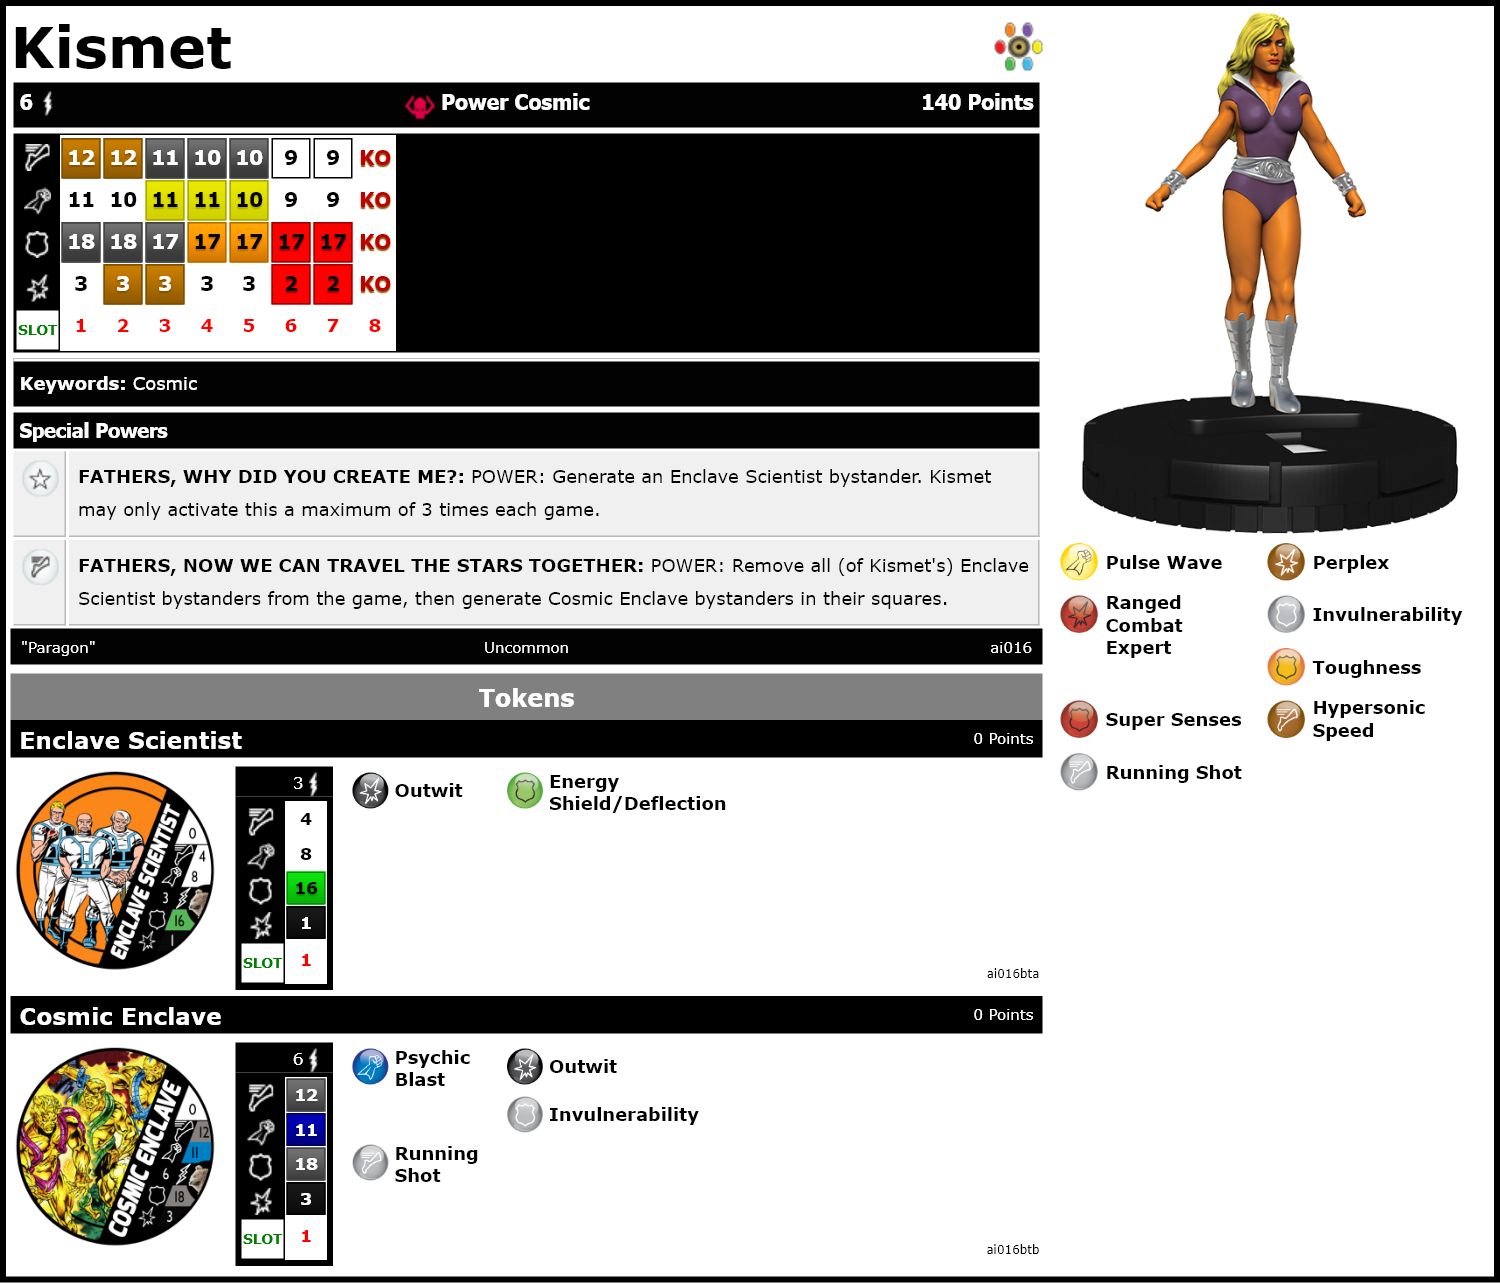 Kismet
6 Power Cosmic 140 Points
12 12 11 10 10 9 9 KO
11 10 11 11 10 9 9 KO
18 18 17 17 17 17 17 KO
3 3 3 3 3 2 2 KO
SLOT 1 2 3 4 5 6 7 8
Keywords: Cosmic
Special Powers
FATHERS, WHY DID YOU CREATE ME?: POWER: Generate an Enclave Scientist bystander. Kismet
may only activate this a maximum of 3 times each game.
FATHERS, NOW WE CAN TRAVEL THE STARS TOGETHER: POWER: Remove all (of Kismet's) Enclave
Scientist bystanders from the game, then generate Cosmic Enclave bystanders in their squares.
"Paragon" Uncommon ai016
Pulse Wave
Perplex
Ranged
Combat
Expert
Invulnerability
Toughness
Super Senses
Hypersonic
Speed
Running Shot
Tokens
Enclave Scientist 0 Points
ENCLAVE SCIENTIST
0
4
8
3
16
1
3
4
8
16
1
SLOT 1
Outwit
Energy
Shield/Deflection
ai016bta
Cosmic Enclave 0 Points
COSMIC ENCLAVE
0
12
11
6
18
3
6
12
11
18
3
SLOT 1
Psychic
Blast
Outwit
Invulnerability
Running
Shot
ai016btb